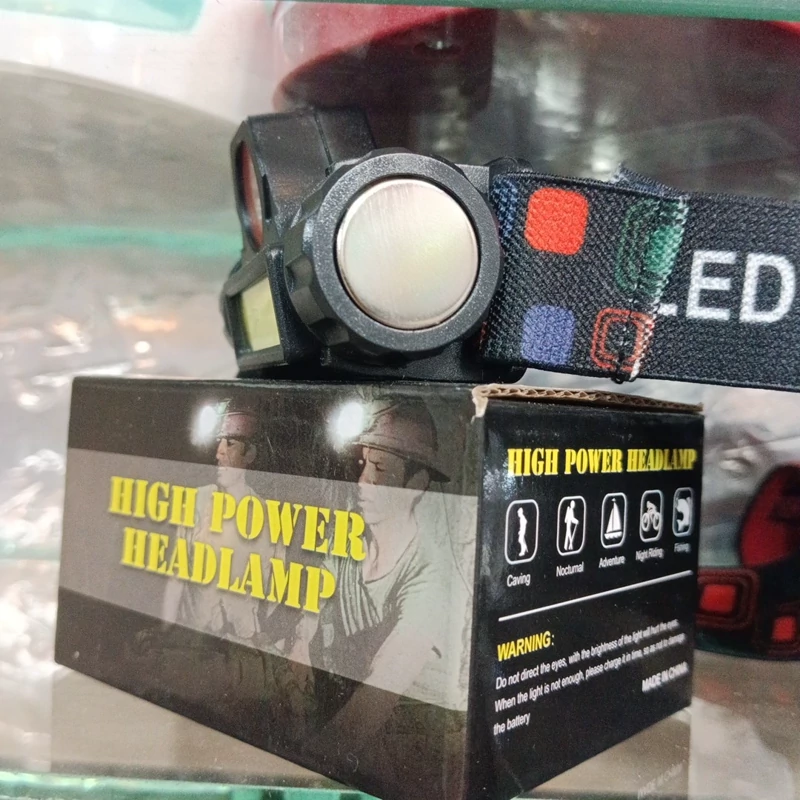 LED
HIGH POWER
HEADLAMP
HIGH POWER HEADLAMP
Caving
Nocturnal
Adventure
Night Riding
Fishing
WARNING:
Do not direct the eyes, with the brightness of the light will hurt the eyes.
When the light is not enough, please charge it in time, so as not to damage
the battery
MADE IN CHINA